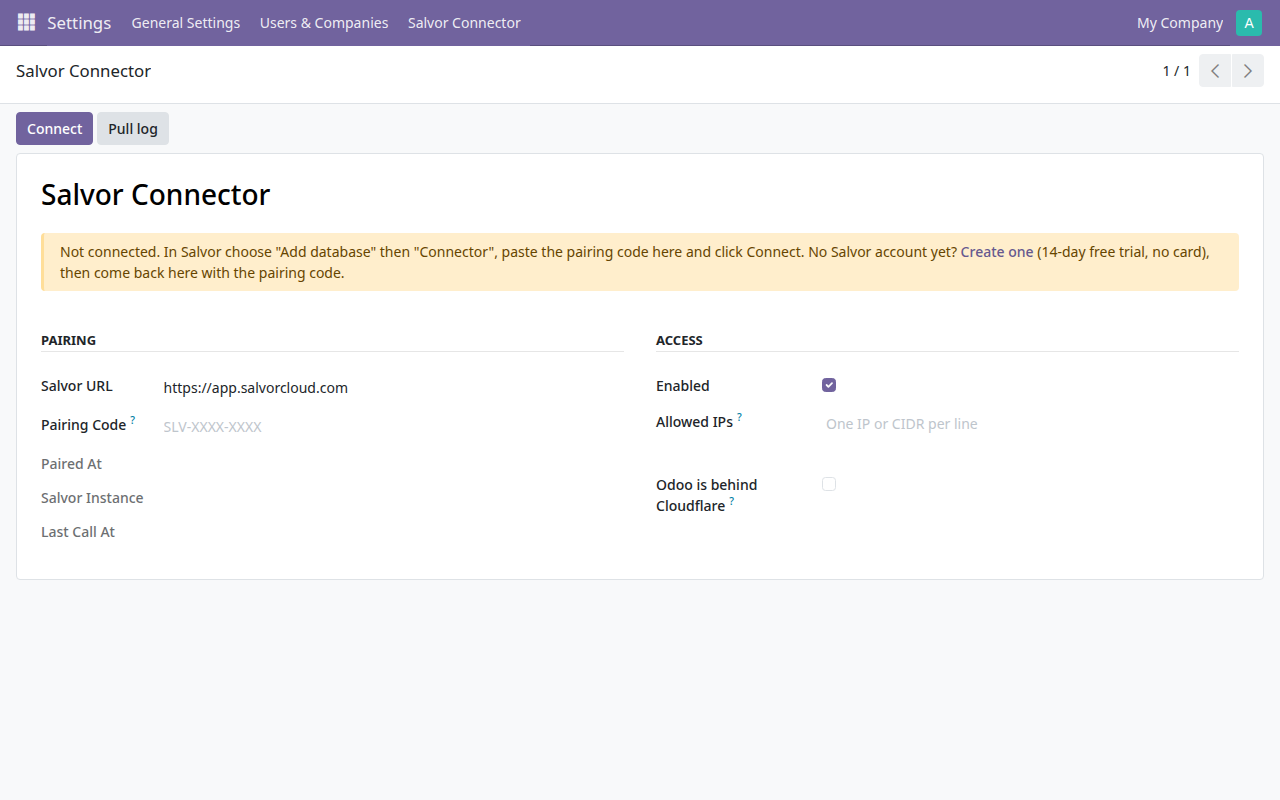 Settings General Settings Users & Companies Salvor Connector My Company A
Salvor Connector 1 / 1
Connect Pull log
Salvor Connector
Not connected. In Salvor choose "Add database" then "Connector", paste the pairing code here and click Connect. No Salvor account yet? Create one (14-day free trial, no card),
then come back here with the pairing code.
PAIRING
Salvor URL https://app.salvorcloud.com
Pairing Code ? SLV-XXXX-XXXX
Paired At
Salvor Instance
Last Call At
ACCESS
Enabled
Allowed IPs ? One IP or CIDR per line
Odoo is behind
Cloudflare ?